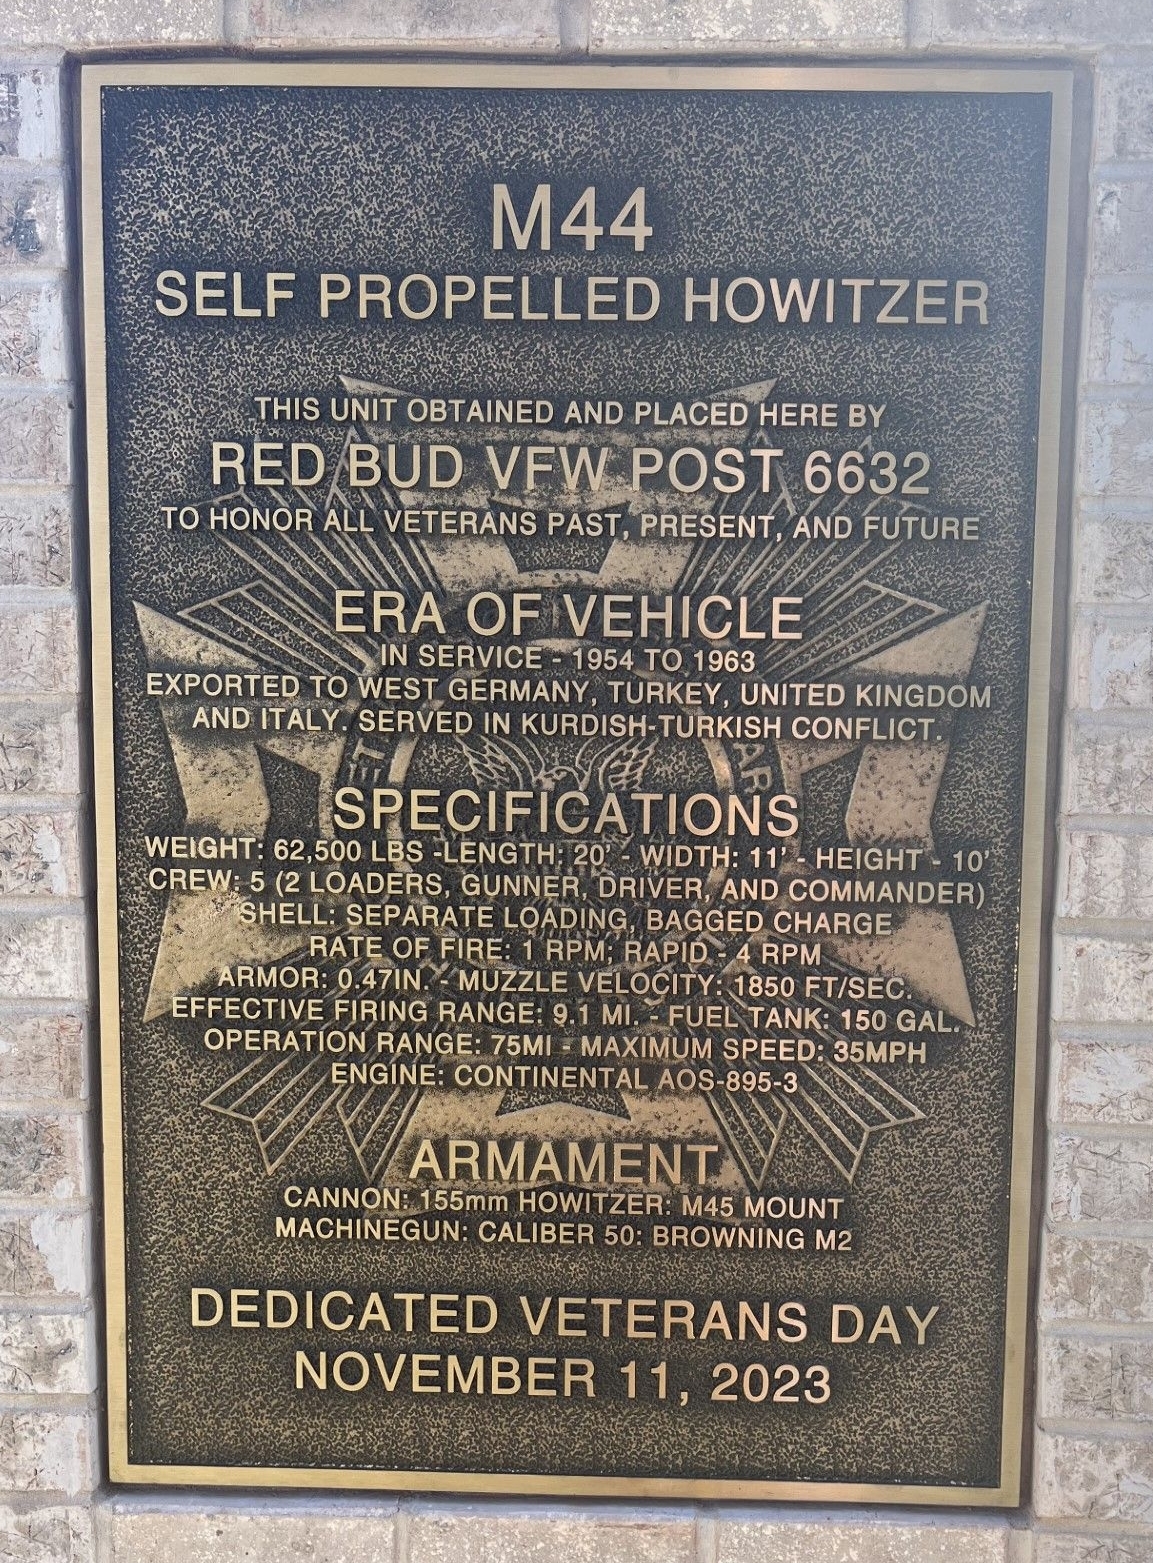 M44
SELF PROPELLED HOWITZER
THIS UNIT OBTAINED AND PLACED HERE BY
RED BUD VFW POST 6632
TO HONOR ALL VETERANS PAST, PRESENT, AND FUTURE
ERA OF VEHICLE
IN SERVICE - 1954 TO 1963
EXPORTED TO WEST GERMANY, TURKEY, UNITED KINGDOM
AND ITALY. SERVED IN KURDISH-TURKISH CONFLICT.
SPECIFICATIONS
WEIGHT: 62,500 LBS -LENGTH: 20' - WIDTH: 11' - HEIGHT - 10'
CREW: 5 (2 LOADERS, GUNNER, DRIVER, AND COMMANDER)
SHELL: SEPARATE LOADING, BAGGED CHARGE
RATE OF FIRE: 1 RPM; RAPID - 4 RPM
ARMOR: 0.47IN. - MUZZLE VELOCITY: 1850 FT/SEC.
EFFECTIVE FIRING RANGE: 9.1 MI. - FUEL TANK: 150 GAL.
OPERATION RANGE: 75MI - MAXIMUM SPEED: 35MPH
ENGINE: CONTINENTAL AOS-895-3
ARMAMENT
CANNON: 155mm HOWITZER: M45 MOUNT
MACHINEGUN: CALIBER 50: BROWNING M2
DEDICATED VETERANS DAY
NOVEMBER 11, 2023